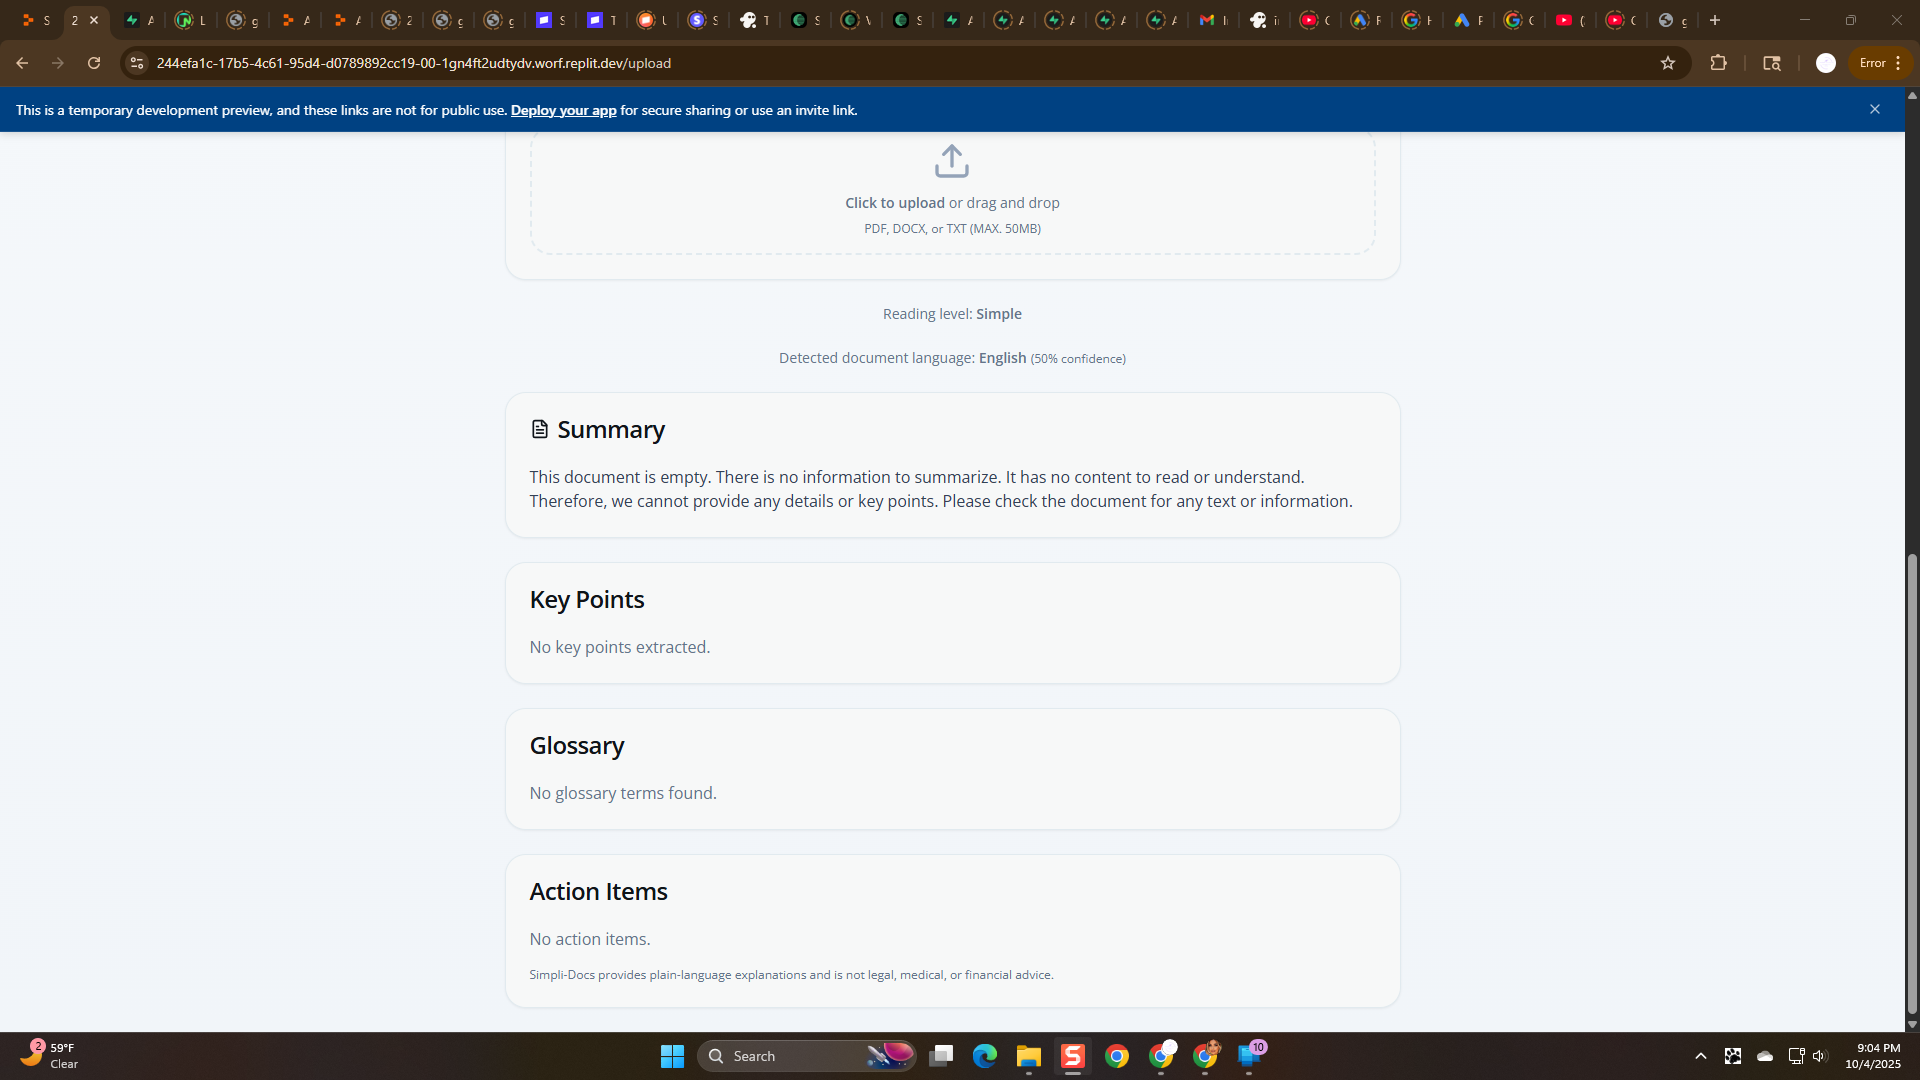 244efa1c-17b5-4c61-95d4-d0789892cc19-00-1gn4ft2udtydv.worf.replit.dev/upload
Error
This is a temporary development preview, and these links are not for public use. Deploy your app for secure sharing or use an invite link.
Click to upload or drag and drop
PDF, DOCX, or TXT (MAX. 50MB)
Reading level: Simple
Detected document language: English (50% confidence)
Summary
This document is empty. There is no information to summarize. It has no content to read or understand.
Therefore, we cannot provide any details or key points. Please check the document for any text or information.
Key Points
No key points extracted.
Glossary
No glossary terms found.
Action Items
No action items.
Simpli-Docs provides plain-language explanations and is not legal, medical, or financial advice.
2
59°F
Clear
Search
10
9:04 PM
10/4/2025